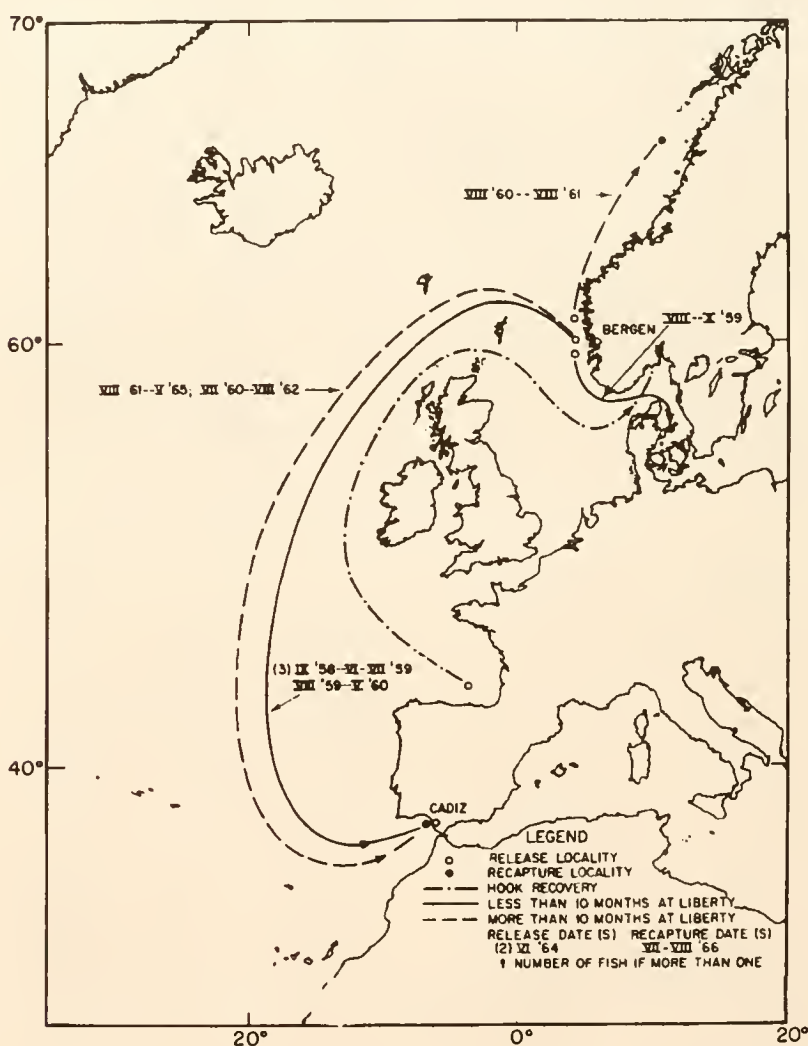 70°
VIII '60--VIII '61
60°
BERGEN
VIII--X '59
VIII 61--V '65; VII '60--VIII '62
(3) IX '58--VI-VII '59
VIII '59--V '60
40°
CADIZ
LEGEND
RELEASE LOCALITY
RECAPTURE LOCALITY
HOOK RECOVERY
LESS THAN 10 MONTHS AT LIBERTY
MORE THAN 10 MONTHS AT LIBERTY
RELEASE DATE (S) RECAPTURE DATE (S)
(2) VI '64 VII-VIII '66
↑ NUMBER OF FISH IF MORE THAN ONE
20° 0° 20°